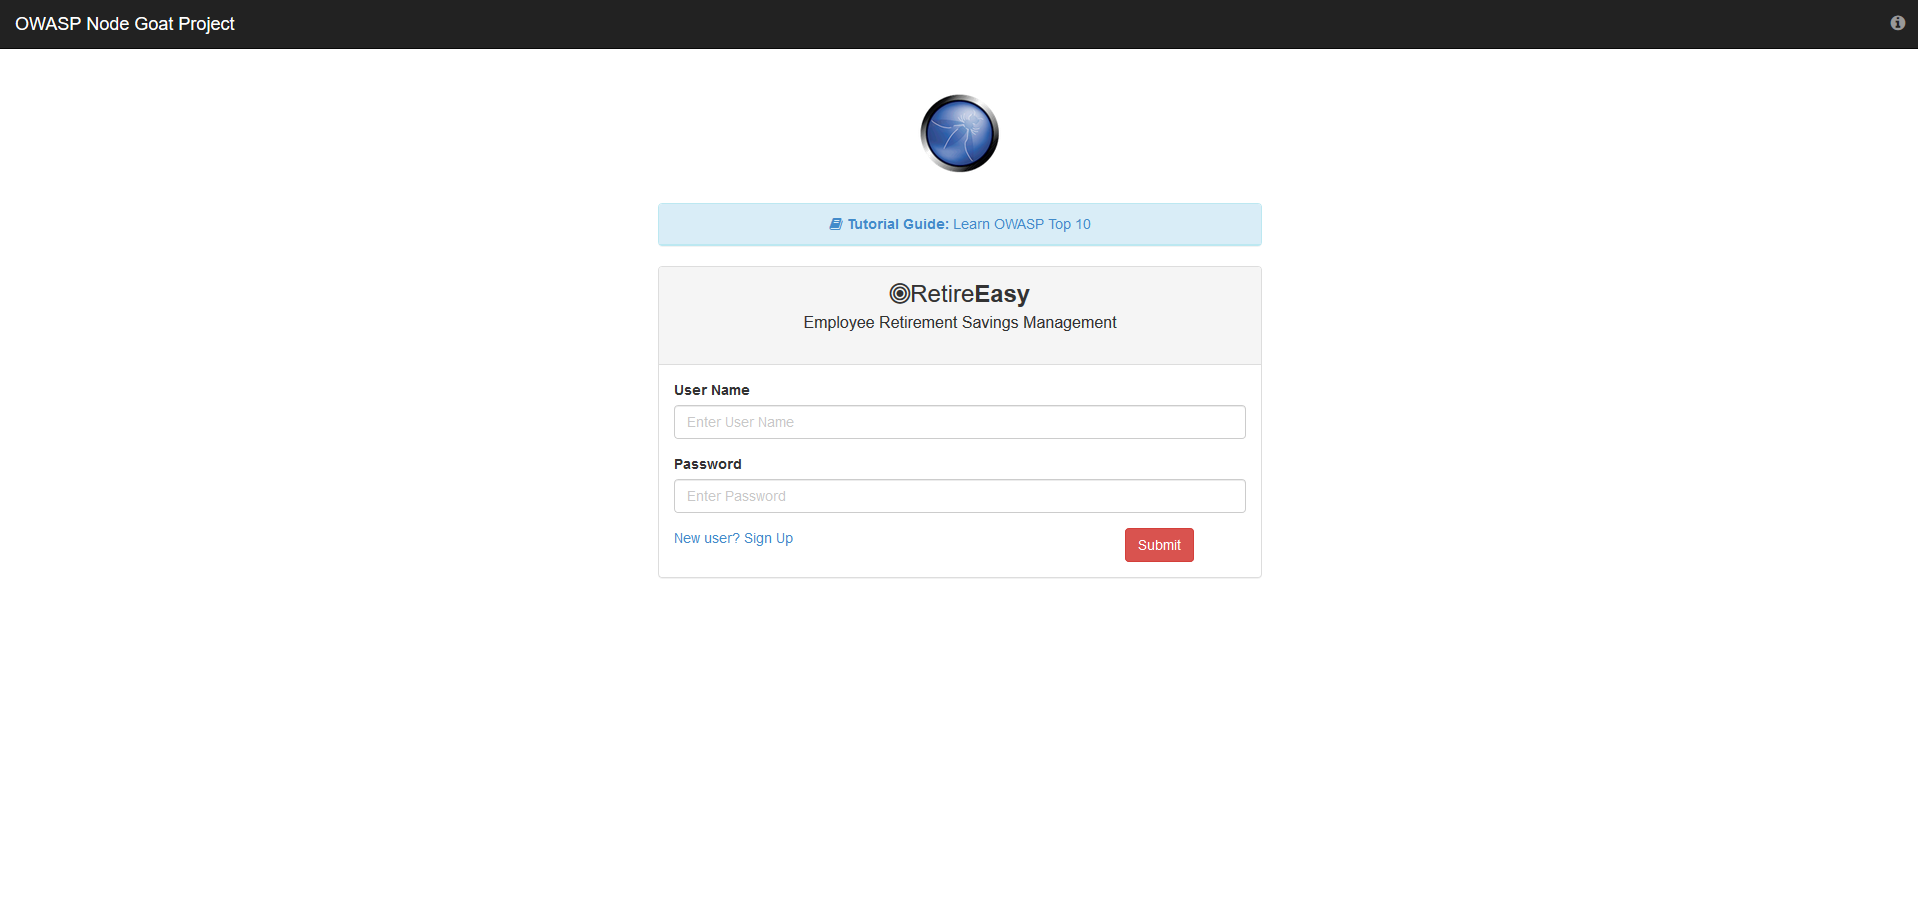 OWASP Node Goat Project
Tutorial Guide: Learn OWASP Top 10
RetireEasy
Employee Retirement Savings Management
User Name
Enter User Name
Password
Enter Password
New user? Sign Up
Submit